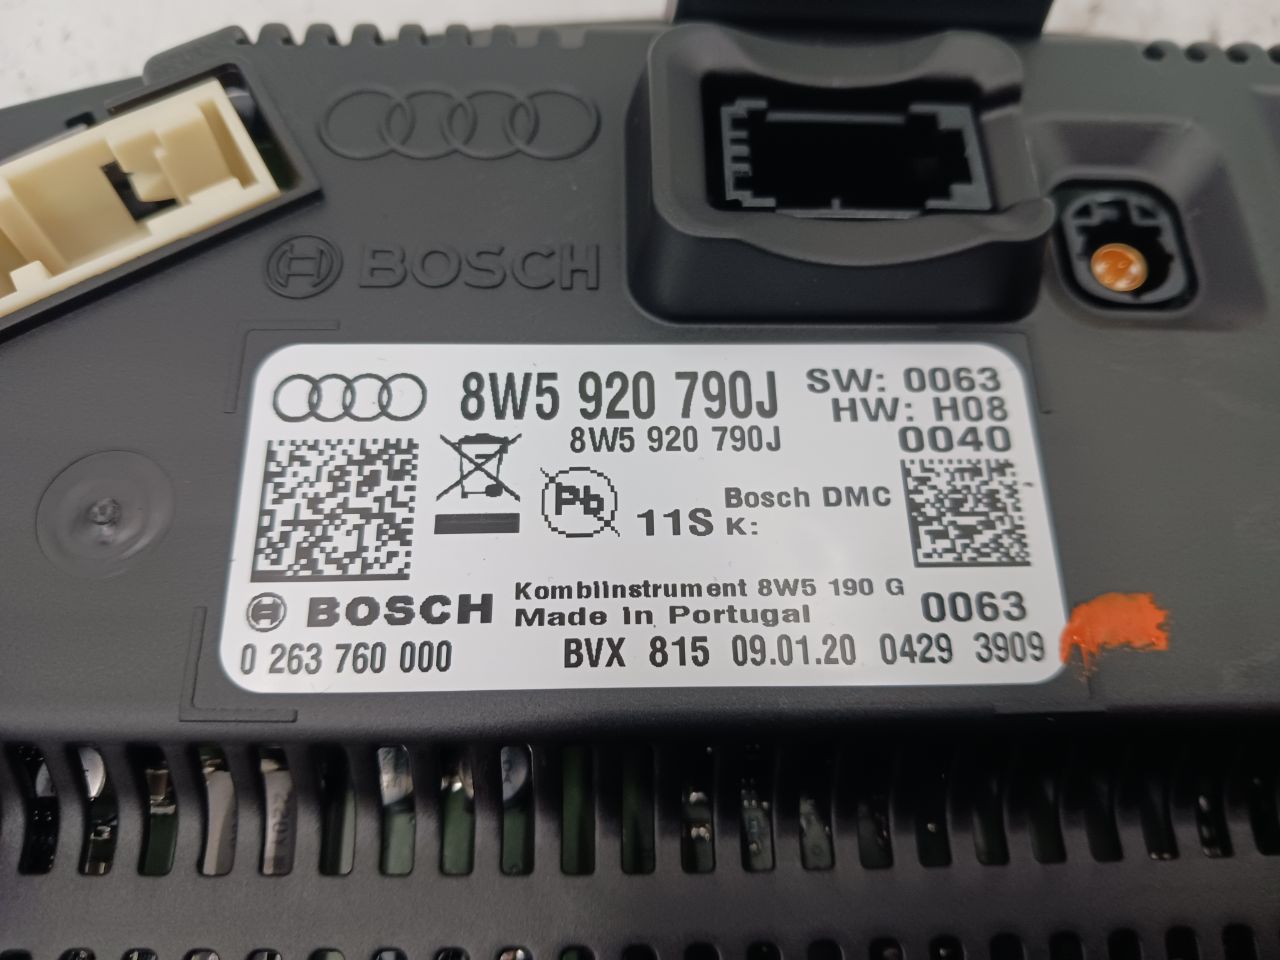 BOSCH
8W5 920 790J
SW: 0063
HW: H08
8W5 920 790J
0040
Pb
11S
Bosch DMC
K:
Kombiinstrument 8W5 190 G
BOSCH
Made in Portugal
0063
0 263 760 000
BVX 815 09.01.20 0429 3909